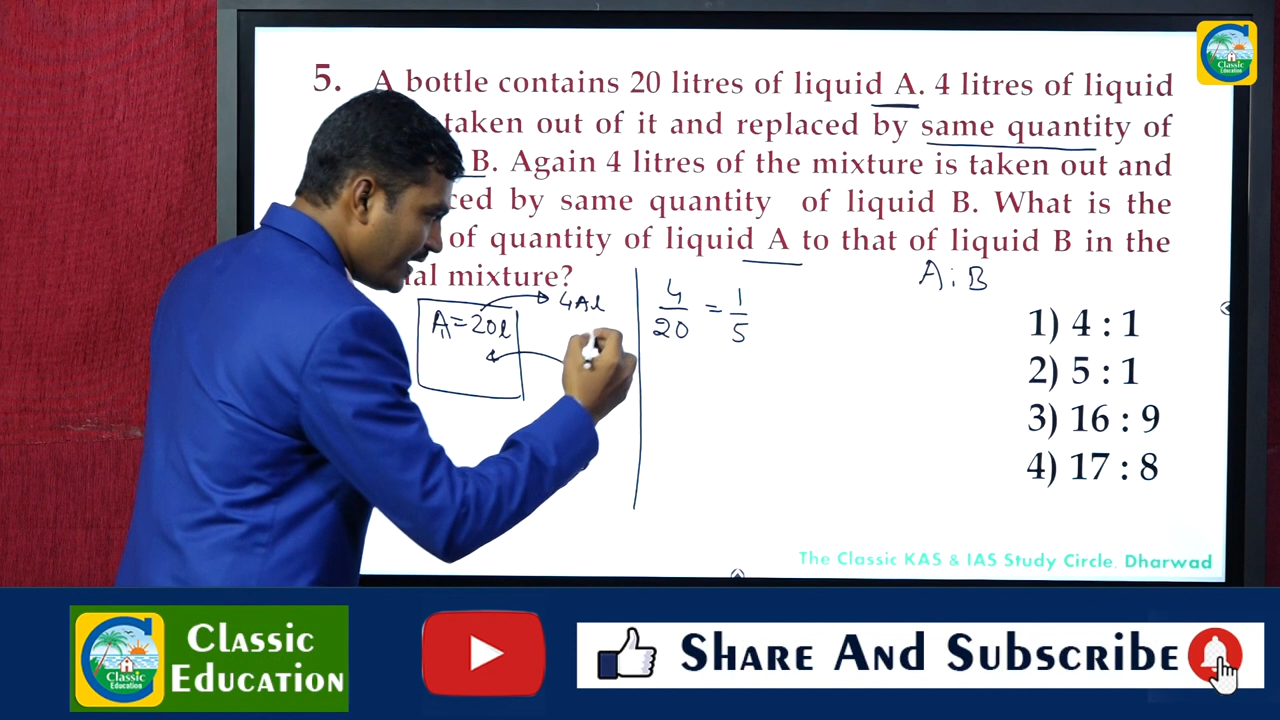 5. A bottle contains 20 litres of liquid A. 4 litres of liquid
taken out of it and replaced by same quantity of
B. Again 4 litres of the mixture is taken out and
ced by same quantity of liquid B. What is the
of quantity of liquid A to that of liquid B in the
al mixture?
A : B
4Al
A = 20l
4/20 = 1/5
1) 4 : 1
2) 5 : 1
3) 16 : 9
4) 17 : 8
The Classic KAS & IAS Study Circle, Dharwad
Classic
Education
Classic
Education
Classic
Education
SHARE AND SUBSCRIBE